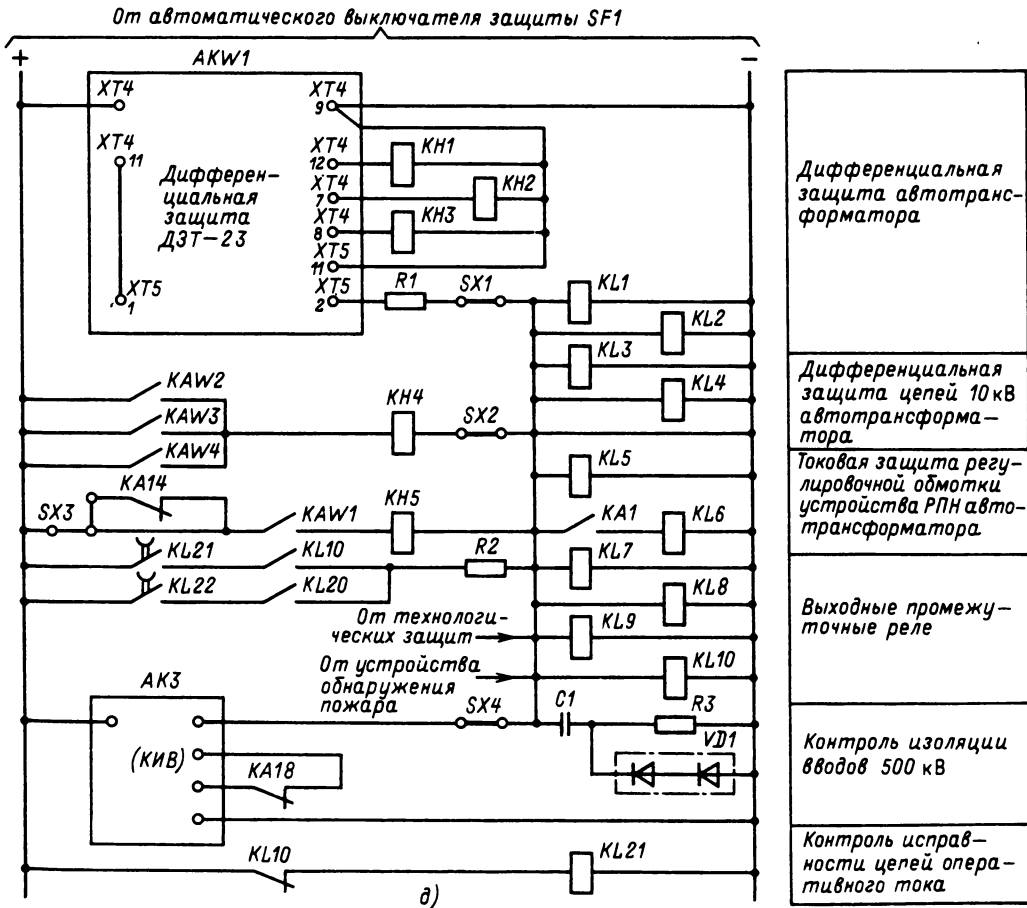 От автоматического выключателя защиты SF1
+
−
AKW1
XT4
XT4
9
XT4
11
XT4
12
KH1
Дифферен-
циальная
защита
ДЗТ−23
XT4
7
KH2
XT4
8
KH3
XT5
11
XT5
1
XT5
2
R1
SX1
KL1
KL2
KL3
KL4
KAW2
KAW3
KAW4
KH4
SX2
KL5
KA14
SX3
KAW1
KH5
KA1
KL6
KL21
KL10
R2
KL7
KL22
KL20
KL8
От технологи-
ческих защит
KL9
От устройства
обнаружения
пожара
KL10
AK3
SX4
C1
R3
VD1
(КИВ)
KA18
KL10
KL21
д)
Дифференциальная
защита автотранс-
форматора
Дифференциальная
защита цепей 10 кВ
автотрансформа−
тора
Токовая защита регу-
лировочной обмотки
устройства РПН авто-
трансформатора
Выходные промежу−
точные реле
Контроль изоляции
вводов 500 кВ
Контроль исправ−
ности цепей опера−
тивного тока